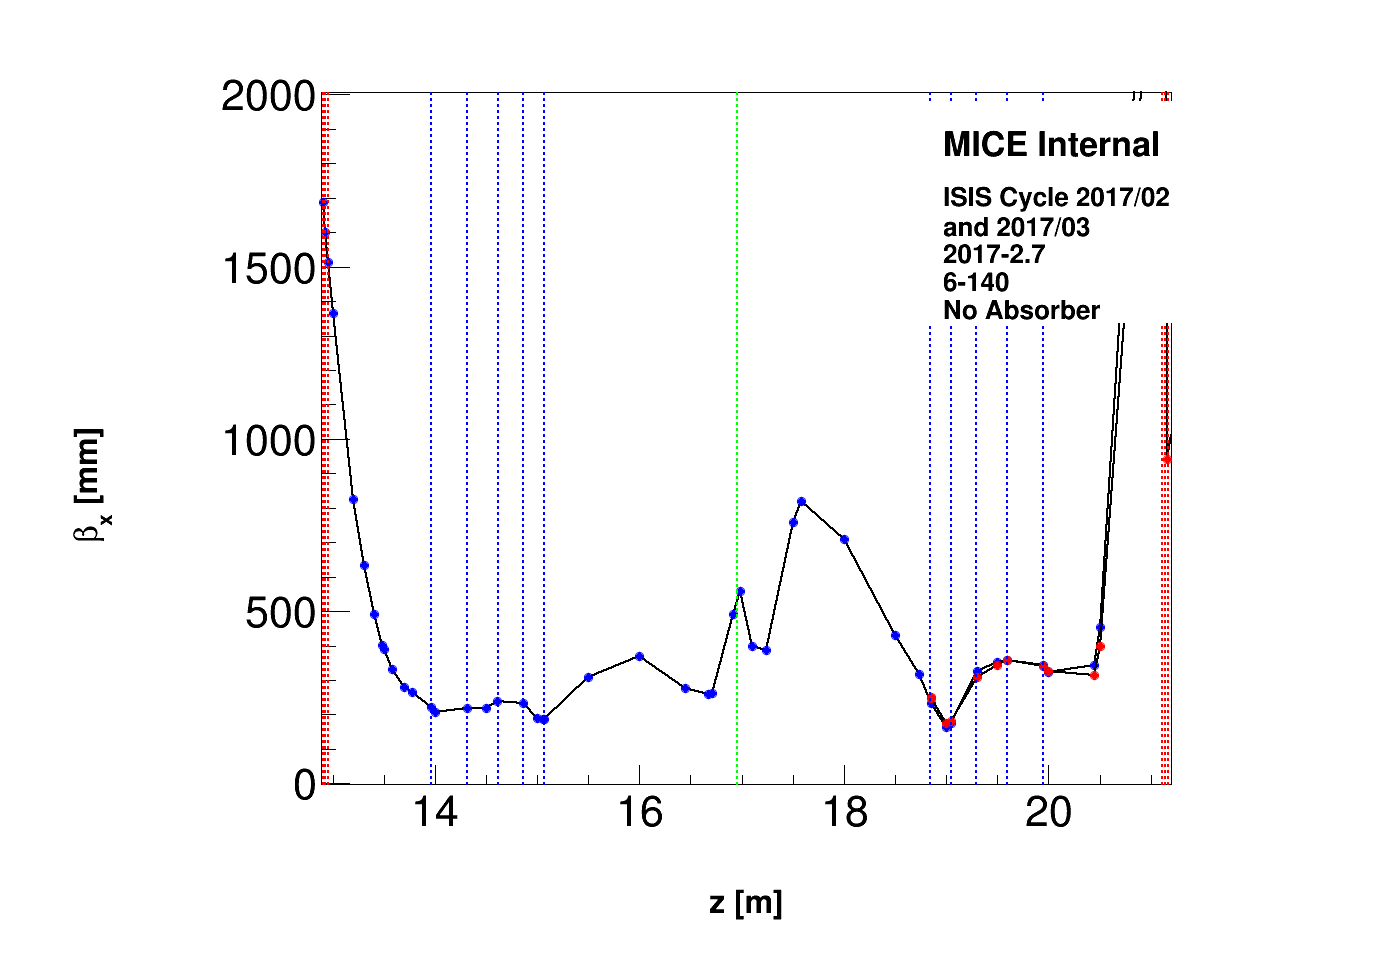 2000
1500
1000
500
0
14 16 18 20
βx [mm]
z [m]
MICE Internal
ISIS Cycle 2017/02
and 2017/03
2017-2.7
6-140
No Absorber